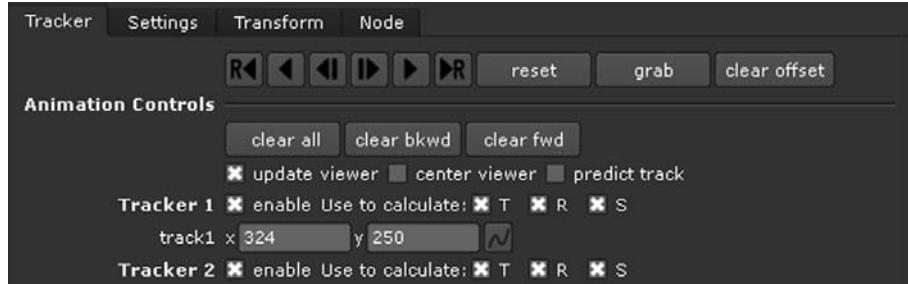 Tracker Settings Transform Node
R R reset grab clear offset
Animation Controls
clear all clear bkwd clear fwd
update viewer center viewer predict track
Tracker 1 enable Use to calculate: T R S
track1 x 324 y 250
Tracker 2 enable Use to calculate: T R S